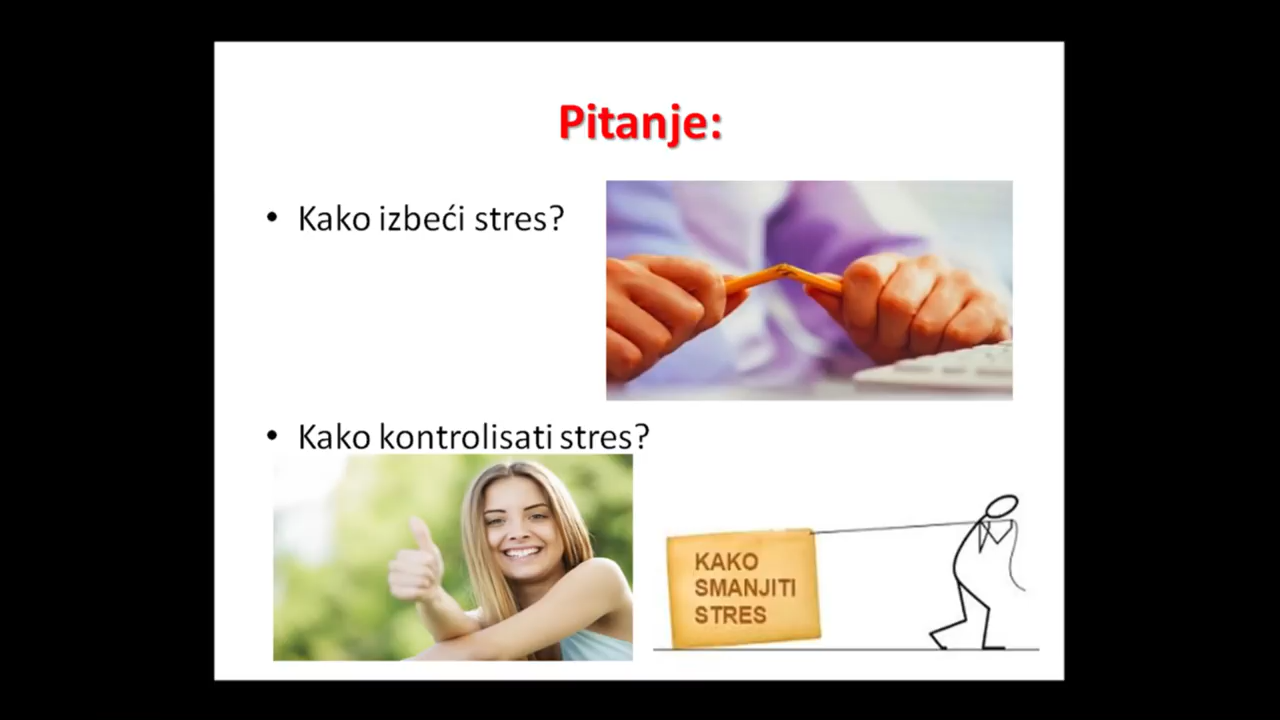 Pitanje:
• Kako izbeći stres?
• Kako kontrolisati stres?
KAKO
SMANJITI
STRES